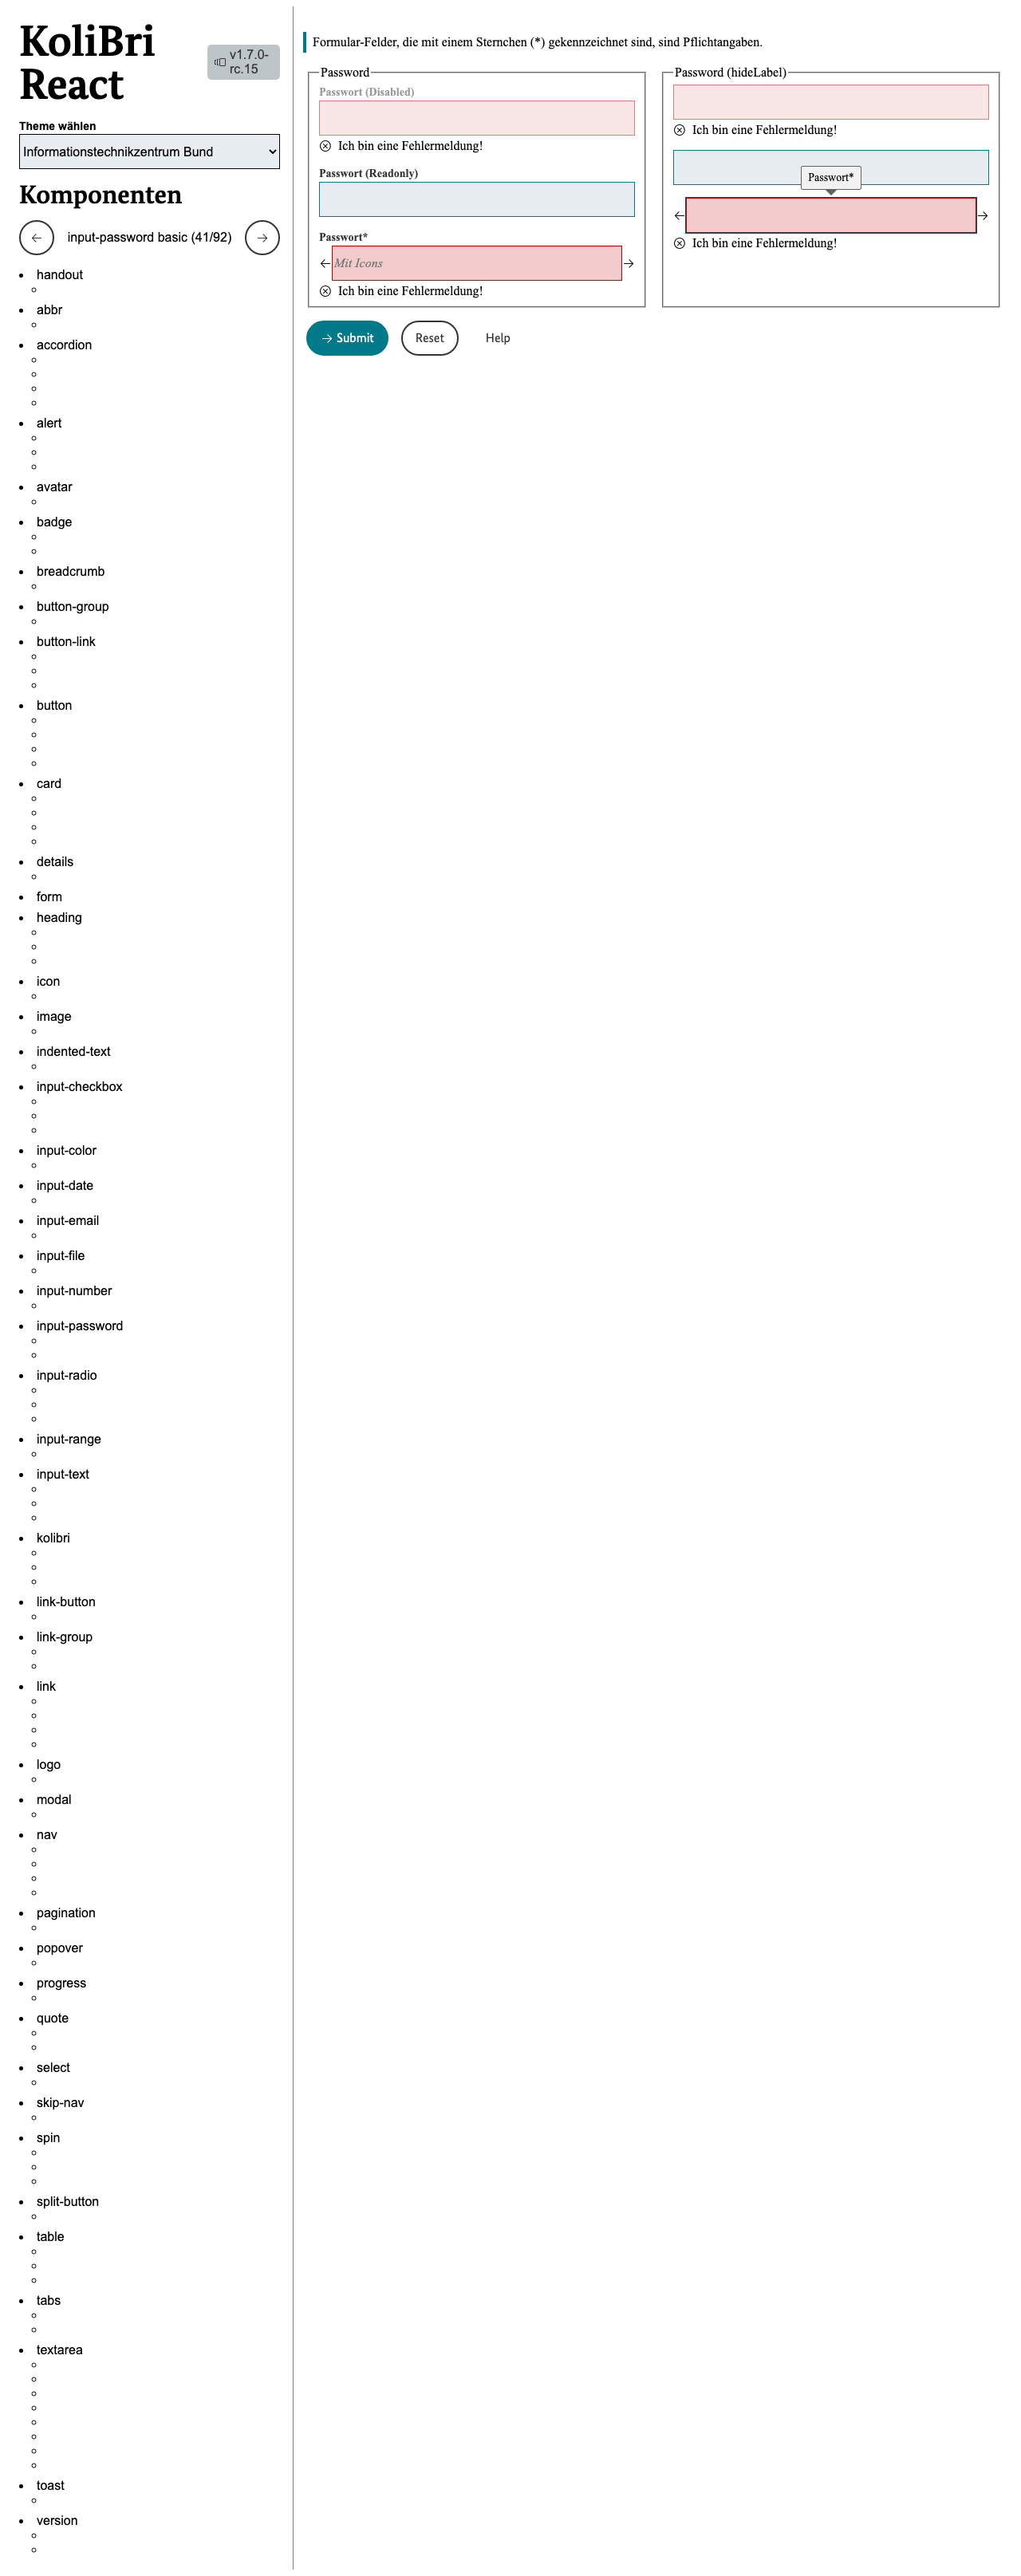 KoliBri
React
v1.7.0-
rc.15
Theme wählen
Informationstechnikzentrum Bund
Komponenten
input-password basic (41/92)
handout
abbr
accordion
alert
avatar
badge
breadcrumb
button-group
button-link
button
card
details
form
heading
icon
image
indented-text
input-checkbox
input-color
input-date
input-email
input-file
input-number
input-password
input-radio
input-range
input-text
kolibri
link-button
link-group
link
logo
modal
nav
pagination
popover
progress
quote
select
skip-nav
spin
split-button
table
tabs
textarea
toast
version
Formular-Felder, die mit einem Sternchen (*) gekennzeichnet sind, sind Pflichtangaben.
Password
Passwort (Disabled)
Ich bin eine Fehlermeldung!
Passwort (Readonly)
Passwort*
Mit Icons
Ich bin eine Fehlermeldung!
Password (hideLabel)
Ich bin eine Fehlermeldung!
Passwort*
Ich bin eine Fehlermeldung!
Submit
Reset
Help